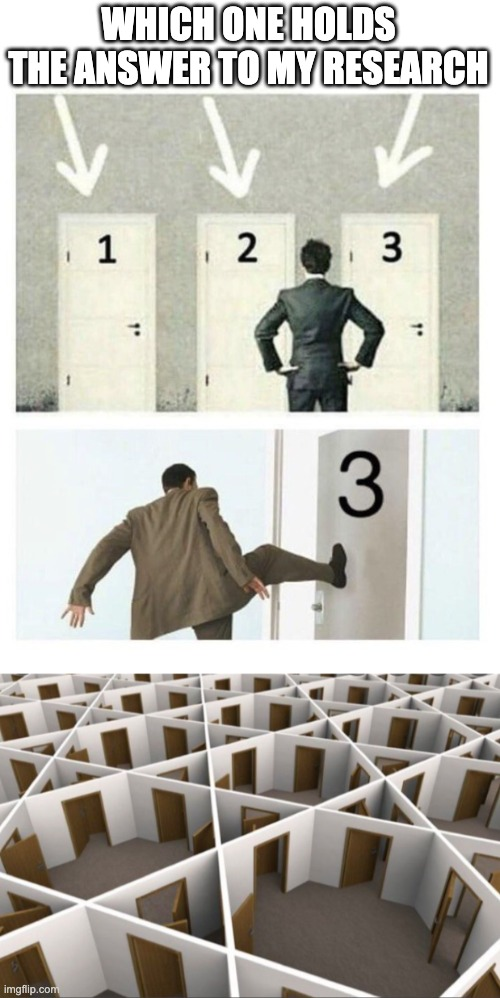 WHICH ONE HOLDS
THE ANSWER TO MY RESEARCH
1 2 3
3
imgflip.com